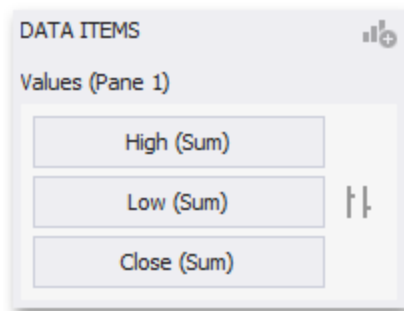 DATA ITEMS
Values (Pane 1)
High (Sum)
Low (Sum)
Close (Sum)